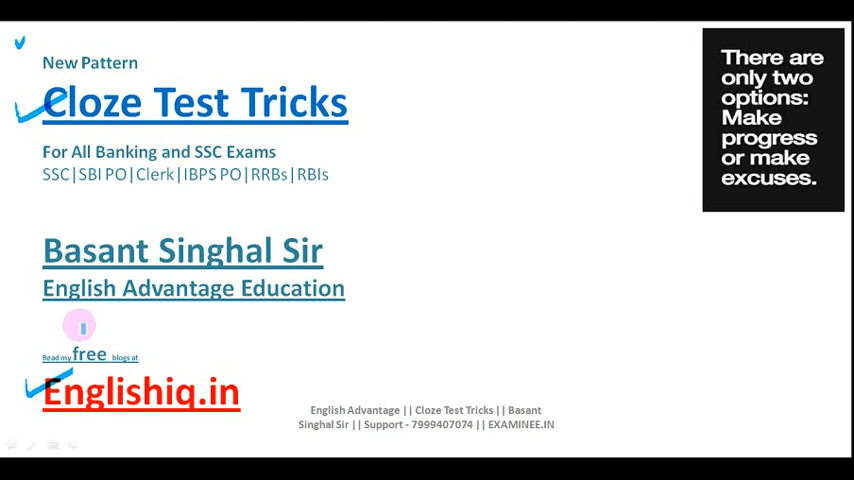 New Pattern
Cloze Test Tricks
For All Banking and SSC Exams
SSC|SBI PO|Clerk|IBPS PO|RRBs|RBIs
Basant Singhal Sir
English Advantage Education
Read my free blogs at
Englishiq.in
There are
only two
options:
Make
progress
or make
excuses.
English Advantage || Cloze Test Tricks || Basant
Singhal Sir || Support - 7999407074 || EXAMINEE.IN